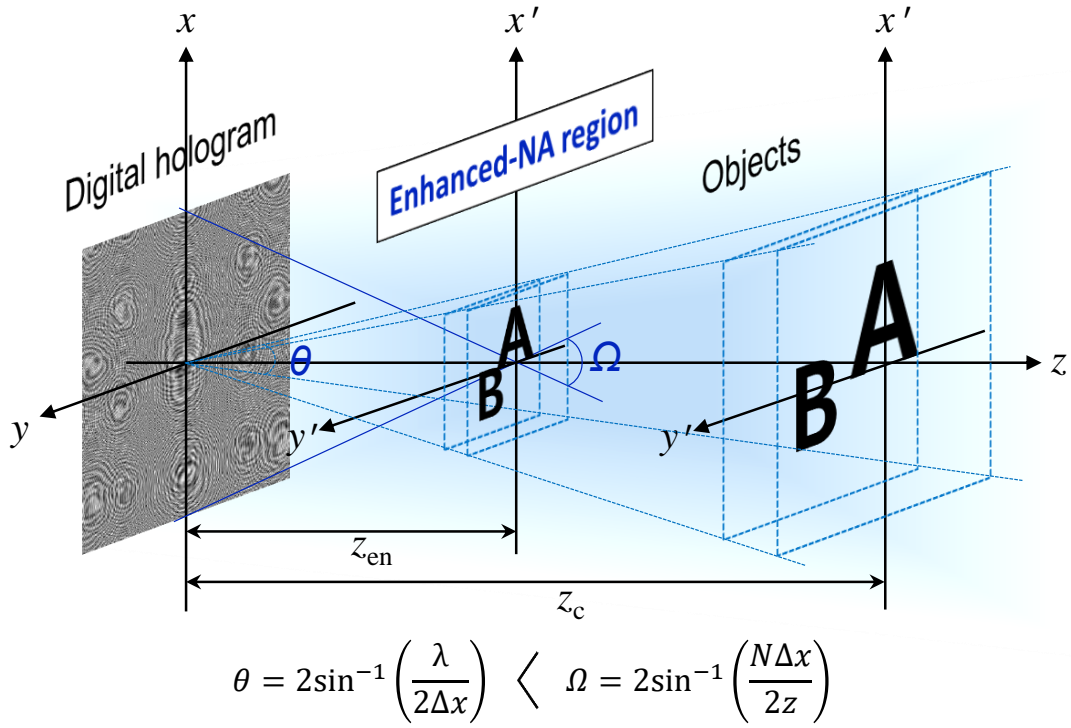 x
x′
x′
Digital hologram
Enhanced-NA region
Objects
A
A
θ
Ω
z
B
B
y
y′
y′
z_en
z_c
θ = 2sin⁻¹(λ/2Δx) < Ω = 2sin⁻¹(NΔx/2z)